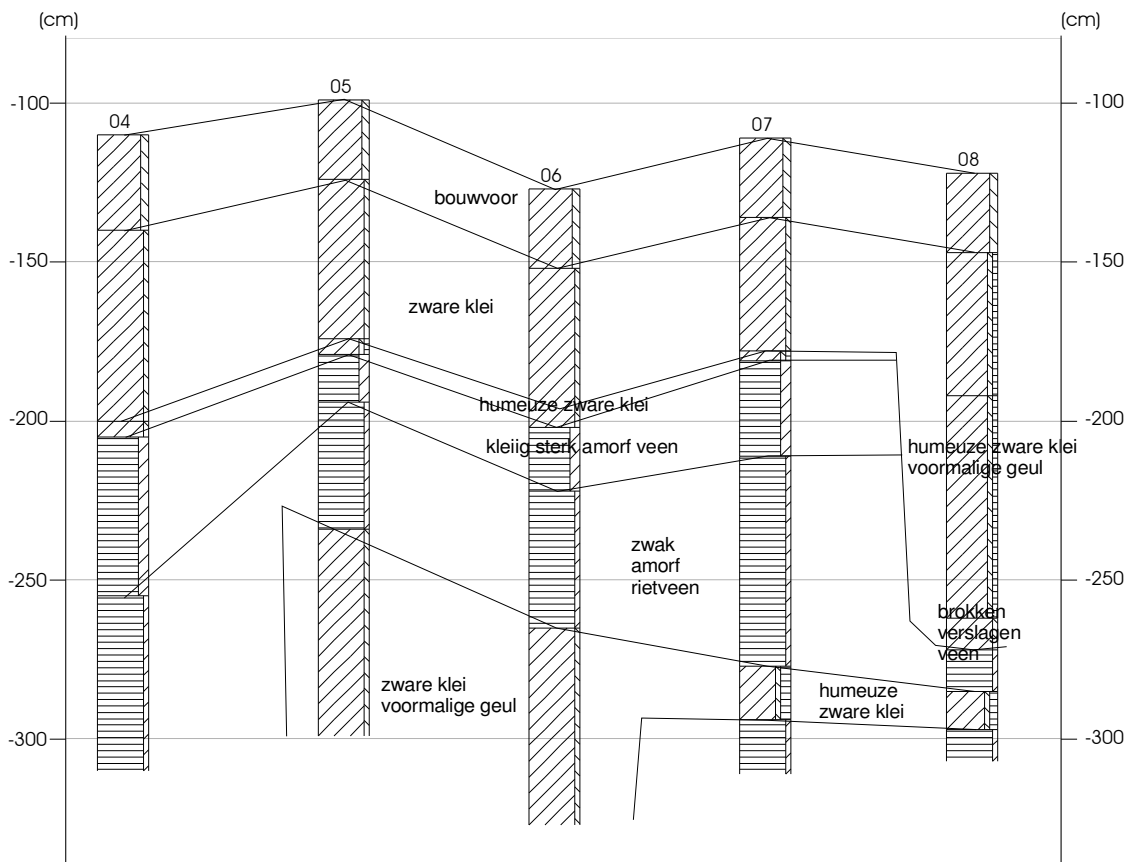 (cm)
(cm)
05
-100
-100
04
07
08
06
bouwvoor
-150
-150
zware klei
humeuze zware klei
-200
-200
kleiig sterk amorf veen
humeuze zware klei
voormalige geul
zwak
amorf
rietveen
-250
-250
brokken
verslagen
veen
zware klei
voormalige geul
humeuze
zware klei
-300
-300